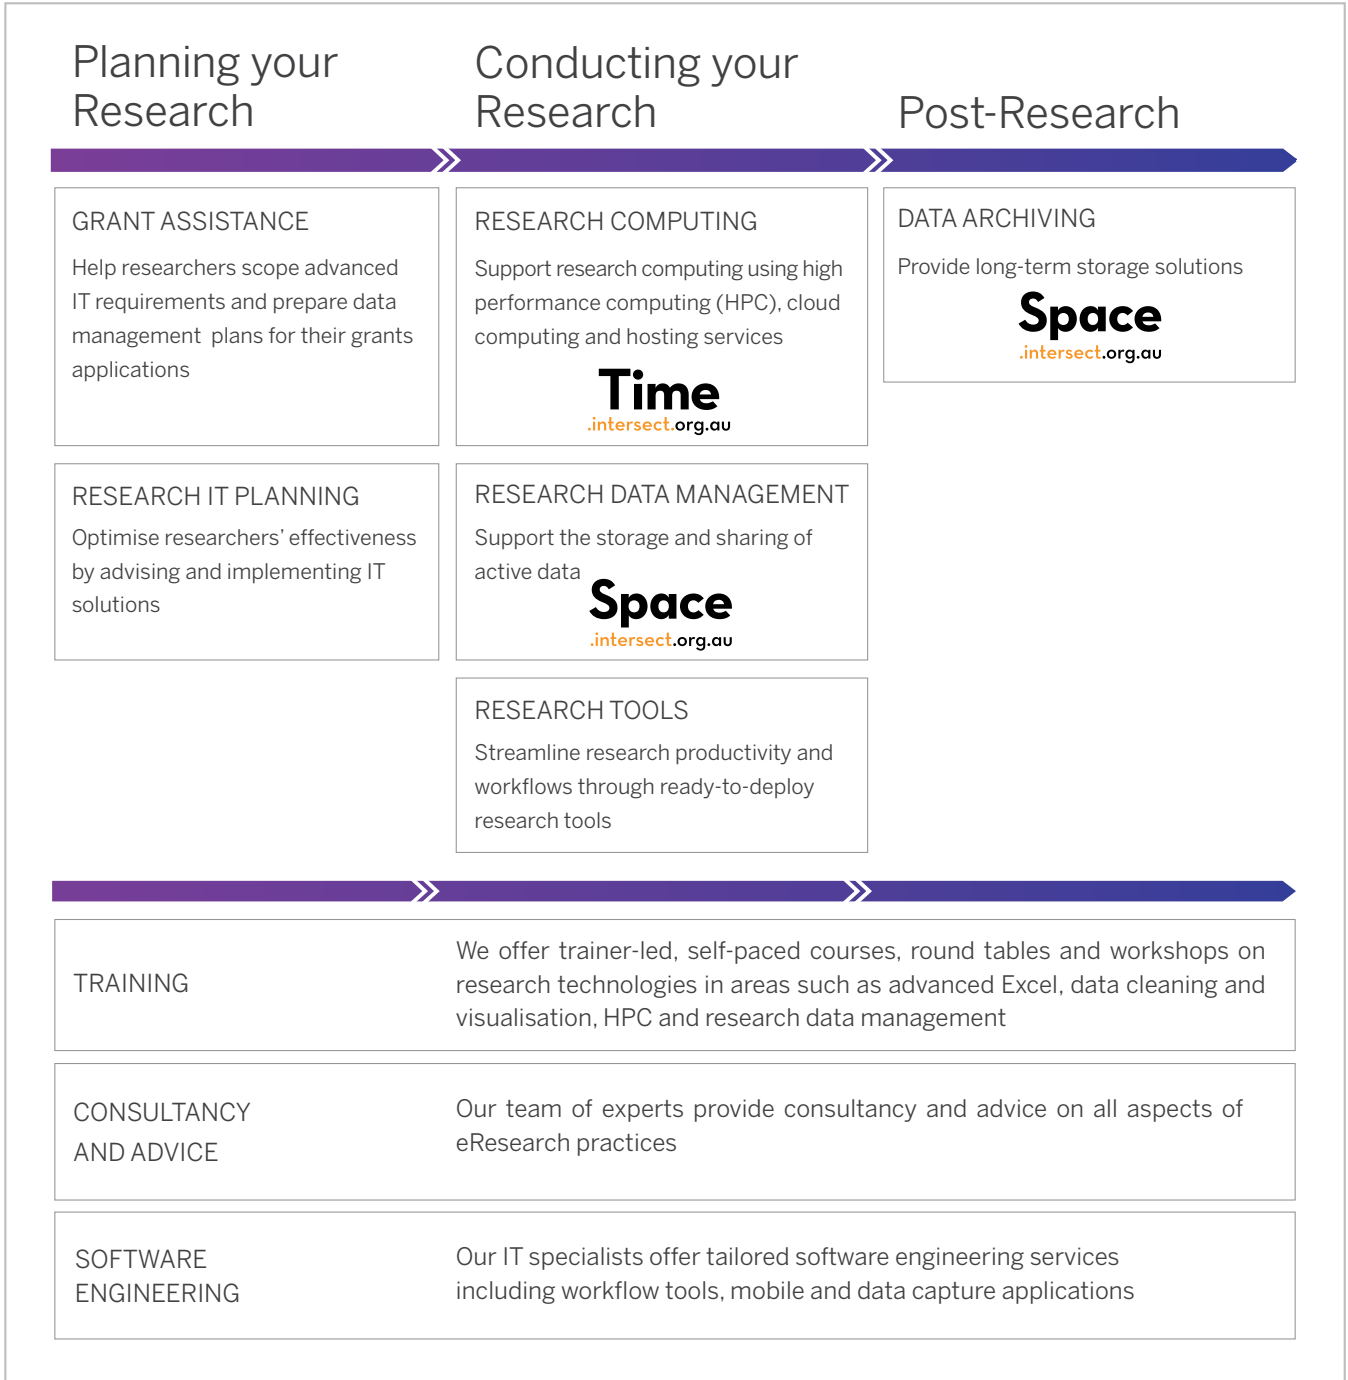 Planning your
Research
Conducting your
Research
Post-Research
GRANT ASSISTANCE
Help researchers scope advanced
IT requirements and prepare data
management plans for their grants
applications
RESEARCH COMPUTING
Support research computing using high
performance computing (HPC), cloud
computing and hosting services
Time
.intersect.org.au
DATA ARCHIVING
Provide long-term storage solutions
Space
.intersect.org.au
RESEARCH IT PLANNING
Optimise researchers’ effectiveness
by advising and implementing IT
solutions
RESEARCH DATA MANAGEMENT
Support the storage and sharing of
active data
Space
.intersect.org.au
RESEARCH TOOLS
Streamline research productivity and
workflows through ready-to-deploy
research tools
TRAINING
We offer trainer-led, self-paced courses, round tables and workshops on
research technologies in areas such as advanced Excel, data cleaning and
visualisation, HPC and research data management
CONSULTANCY
AND ADVICE
Our team of experts provide consultancy and advice on all aspects of
eResearch practices
SOFTWARE
ENGINEERING
Our IT specialists offer tailored software engineering services
including workflow tools, mobile and data capture applications